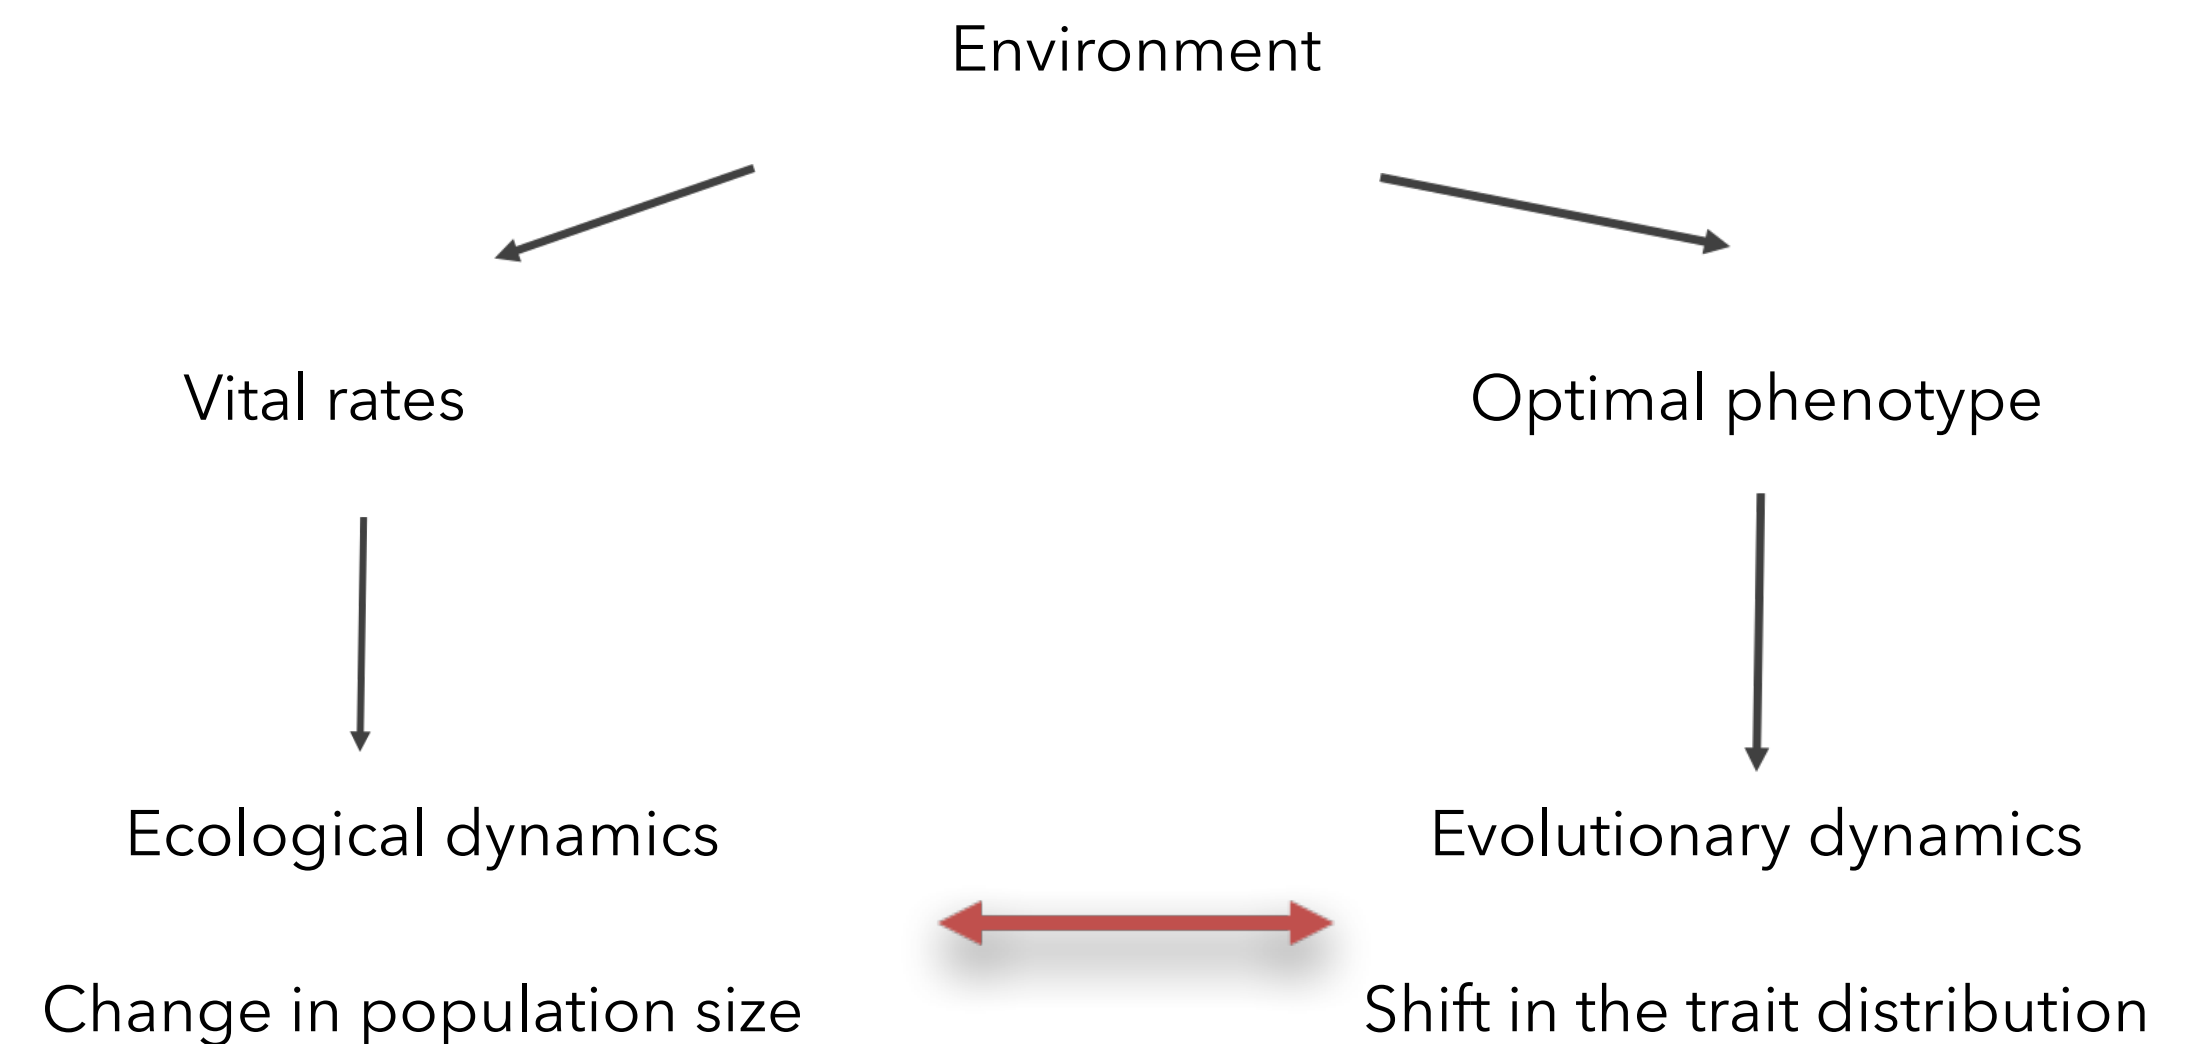 Environment
Vital rates
Optimal phenotype
Ecological dynamics
Evolutionary dynamics
Change in population size
Shift in the trait distribution